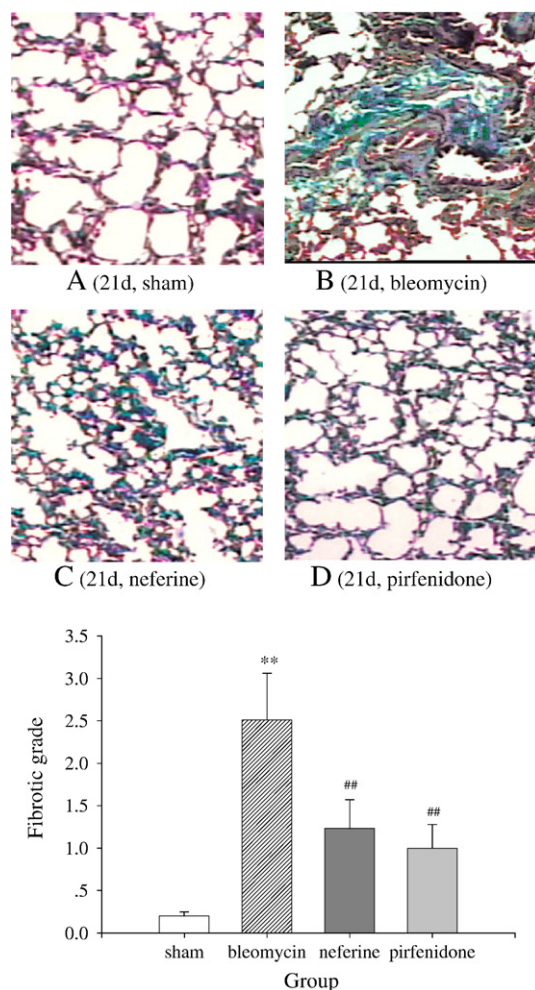 A (21d, sham)
B (21d, bleomycin)
C (21d, neferine)
D (21d, pirfenidone)
Fibrotic grade
3.5
3.0
2.5
2.0
1.5
1.0
.5
0.0
**
##
##
sham
bleomycin
neferine
pirfenidone
Group